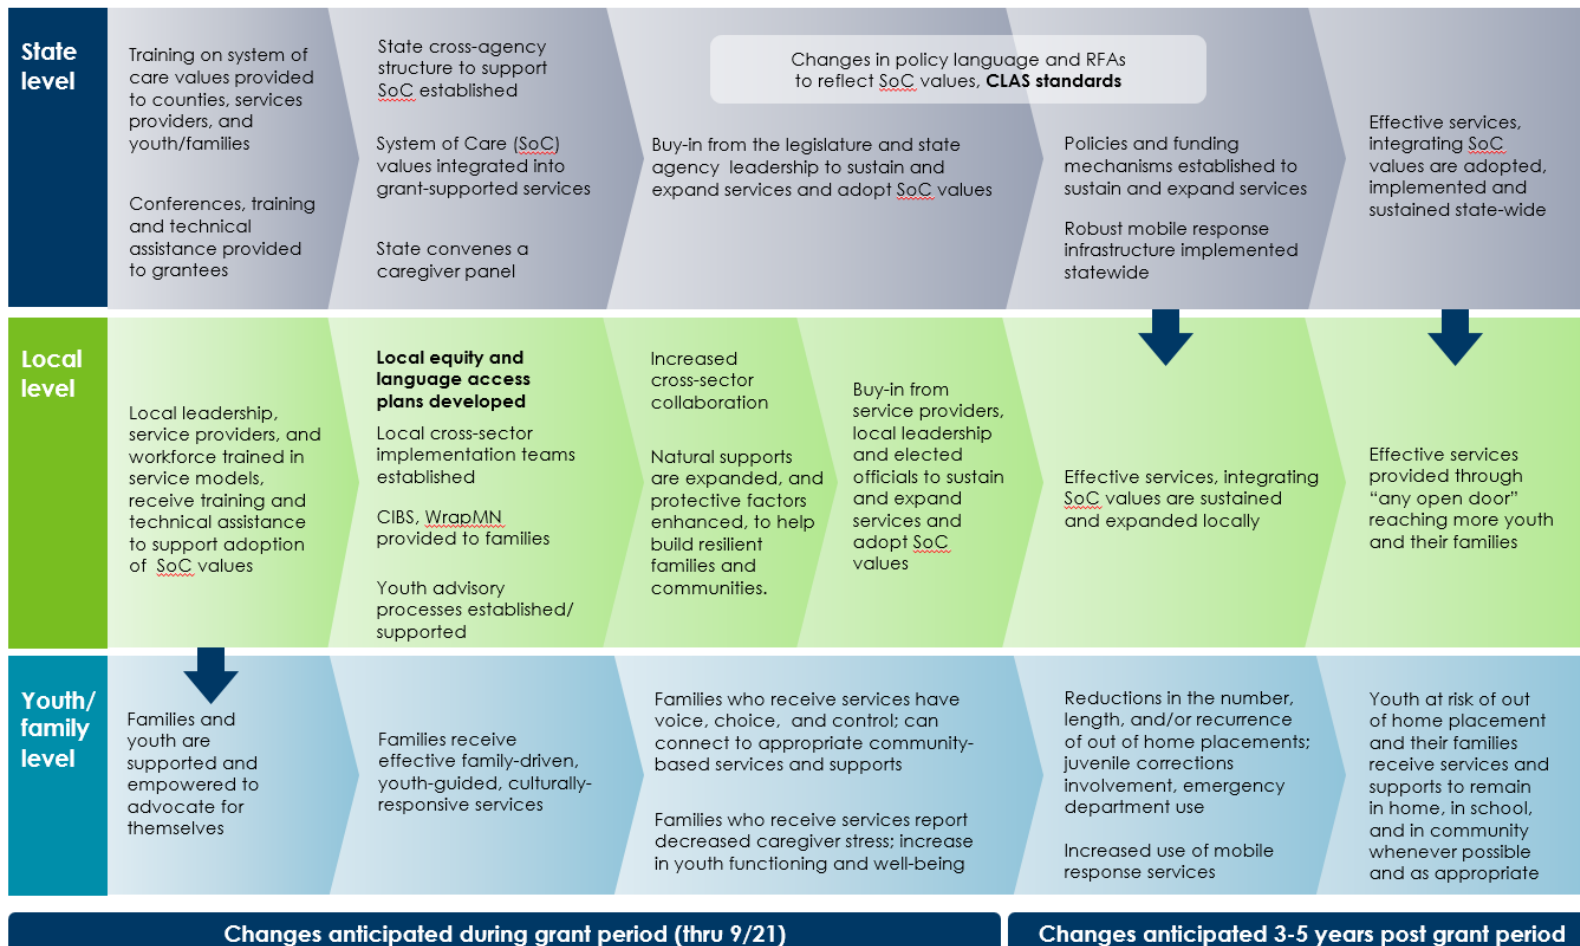 State
level
Training on system of
care values provided
to counties, services
providers, and
youth/families
Conferences, training
and technical
assistance provided
to grantees
State cross-agency
structure to support
SoC established
System of Care (SoC)
values integrated into
grant-supported services
State convenes a
caregiver panel
Changes in policy language and RFAs
to reflect SoC values, CLAS standards
Buy-in from the legislature and state
agency leadership to sustain and
expand services and adopt SoC values
Policies and funding
mechanisms established to
sustain and expand services
Robust mobile response
infrastructure implemented
statewide
Effective services,
integrating SoC
values are adopted,
implemented and
sustained state-wide
Local
level
Local leadership,
service providers, and
workforce trained in
service models,
receive training and
technical assistance
to support adoption
of SoC values
Local equity and
language access
plans developed
Local cross-sector
implementation teams
established
CIBS, WrapMN
provided to families
Youth advisory
processes established/
supported
Increased
cross-sector
collaboration
Natural supports
are expanded, and
protective factors
enhanced, to help
build resilient
families and
communities.
Buy-in from
service providers,
local leadership
and elected
officials to sustain
and expand
services and
adopt SoC
values
Effective services, integrating
SoC values are sustained
and expanded locally
Effective services
provided through
“any open door”
reaching more youth
and their families
Youth/
family
level
Families and
youth are
supported and
empowered to
advocate for
themselves
Families receive
effective family-driven,
youth-guided, culturally-
responsive services
Families who receive services have
voice, choice, and control; can
connect to appropriate community-
based services and supports
Families who receive services report
decreased caregiver stress; increase
in youth functioning and well-being
Reductions in the number,
length, and/or recurrence
of out of home placements;
juvenile corrections
involvement, emergency
department use
Increased use of mobile
response services
Youth at risk of out
of home placement
and their families
receive services and
supports to remain
in home, in school,
and in community
whenever possible
and as appropriate
Changes anticipated during grant period (thru 9/21)
Changes anticipated 3-5 years post grant period